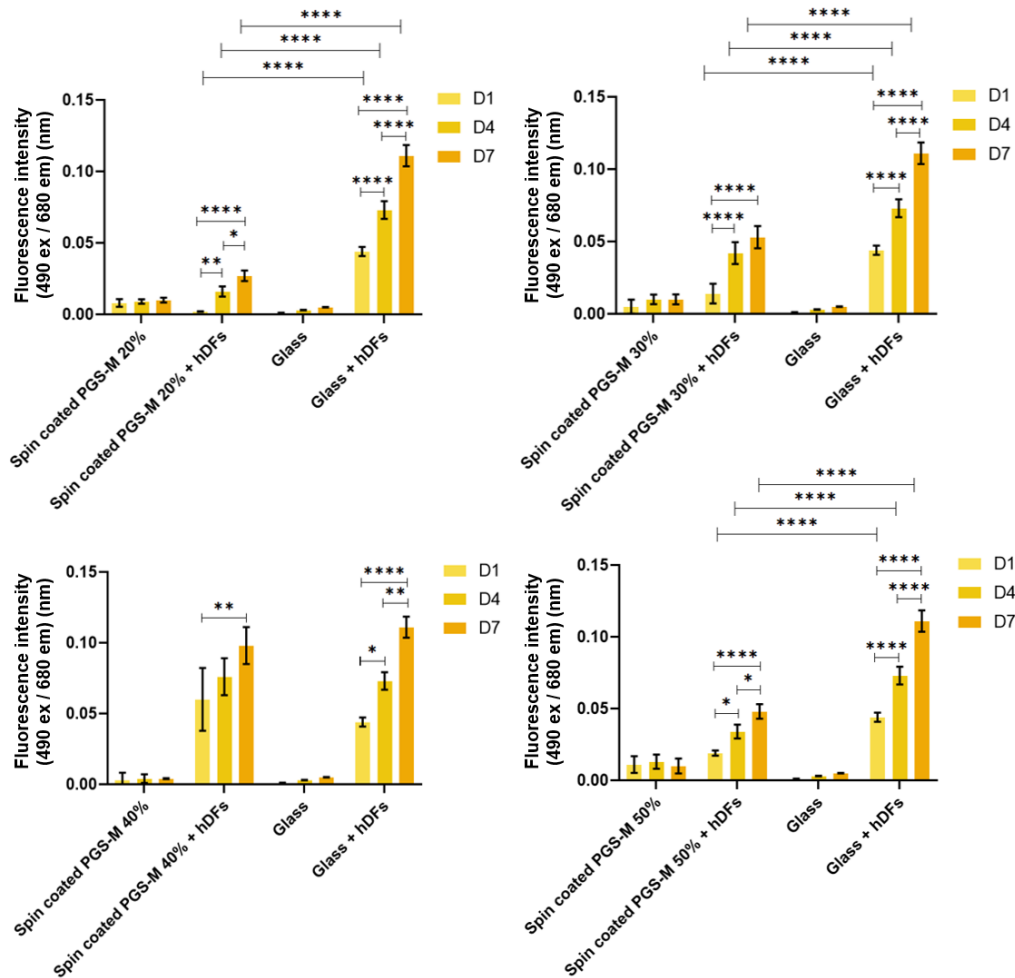 ****
****
****
****
****
****
****
*
**
0.15
0.10
0.05
0.00
Fluorescence intensity
(490 ex / 680 em) (nm)
D1
D4
D7
Spin coated PGS-M 20%
Spin coated PGS-M 20% + hDFs
Glass
Glass + hDFs
****
****
****
****
****
****
****
****
0.15
0.10
0.05
0.00
Fluorescence intensity
(490 ex / 680 em) (nm)
D1
D4
D7
Spin coated PGS-M 30%
Spin coated PGS-M 30% + hDFs
Glass
Glass + hDFs
****
**
**
*
0.15
0.10
0.05
0.00
Fluorescence intensity
(490 ex / 680 em) (nm)
D1
D4
D7
Spin coated PGS-M 40%
Spin coated PGS-M 40% + hDFs
Glass
Glass + hDFs
****
****
****
****
****
****
****
*
*
0.15
0.10
0.05
0.00
Fluorescence intensity
(490 ex / 680 em) (nm)
D1
D4
D7
Spin coated PGS-M 50%
Spin coated PGS-M 50% + hDFs
Glass
Glass + hDFs